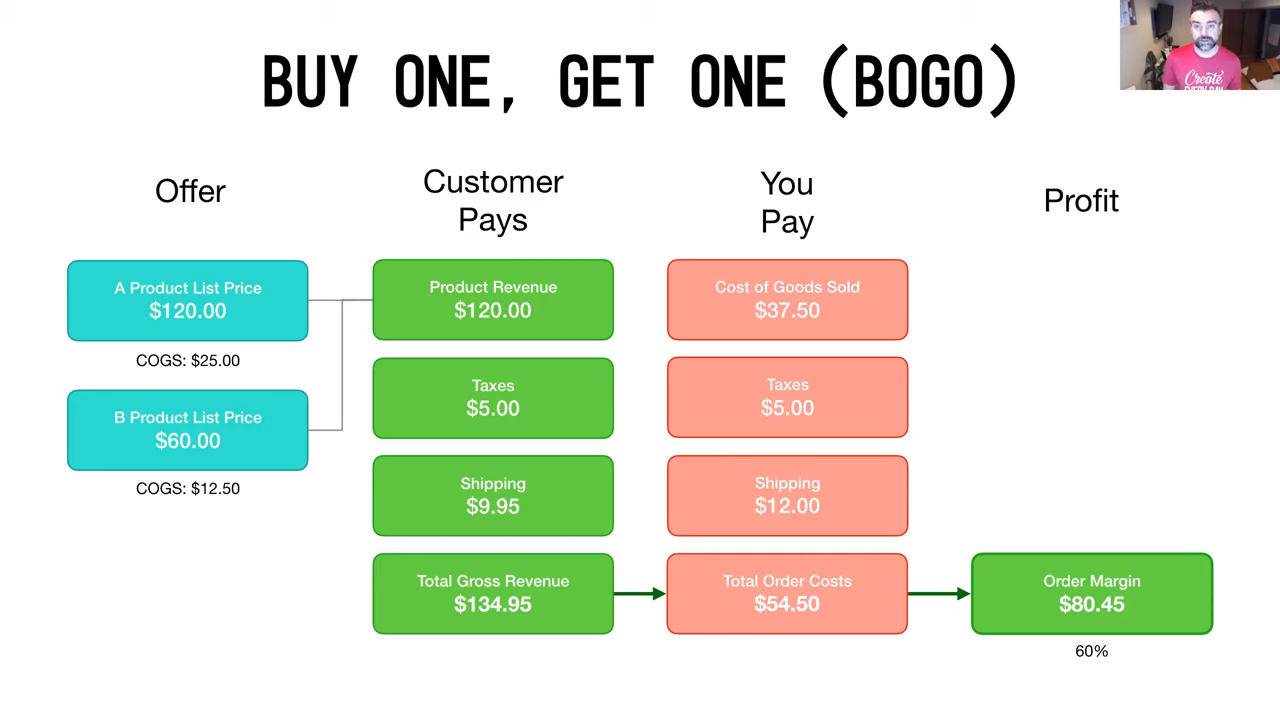 BUY ONE, GET ONE (BOGO)
Create
EVERY DAY
Offer
Customer
Pays
You
Pay
Profit
A Product List Price
$120.00
COGS: $25.00
B Product List Price
$60.00
COGS: $12.50
Product Revenue
$120.00
Taxes
$5.00
Shipping
$9.95
Total Gross Revenue
$134.95
Cost of Goods Sold
$37.50
Taxes
$5.00
Shipping
$12.00
Total Order Costs
$54.50
Order Margin
$80.45
60%